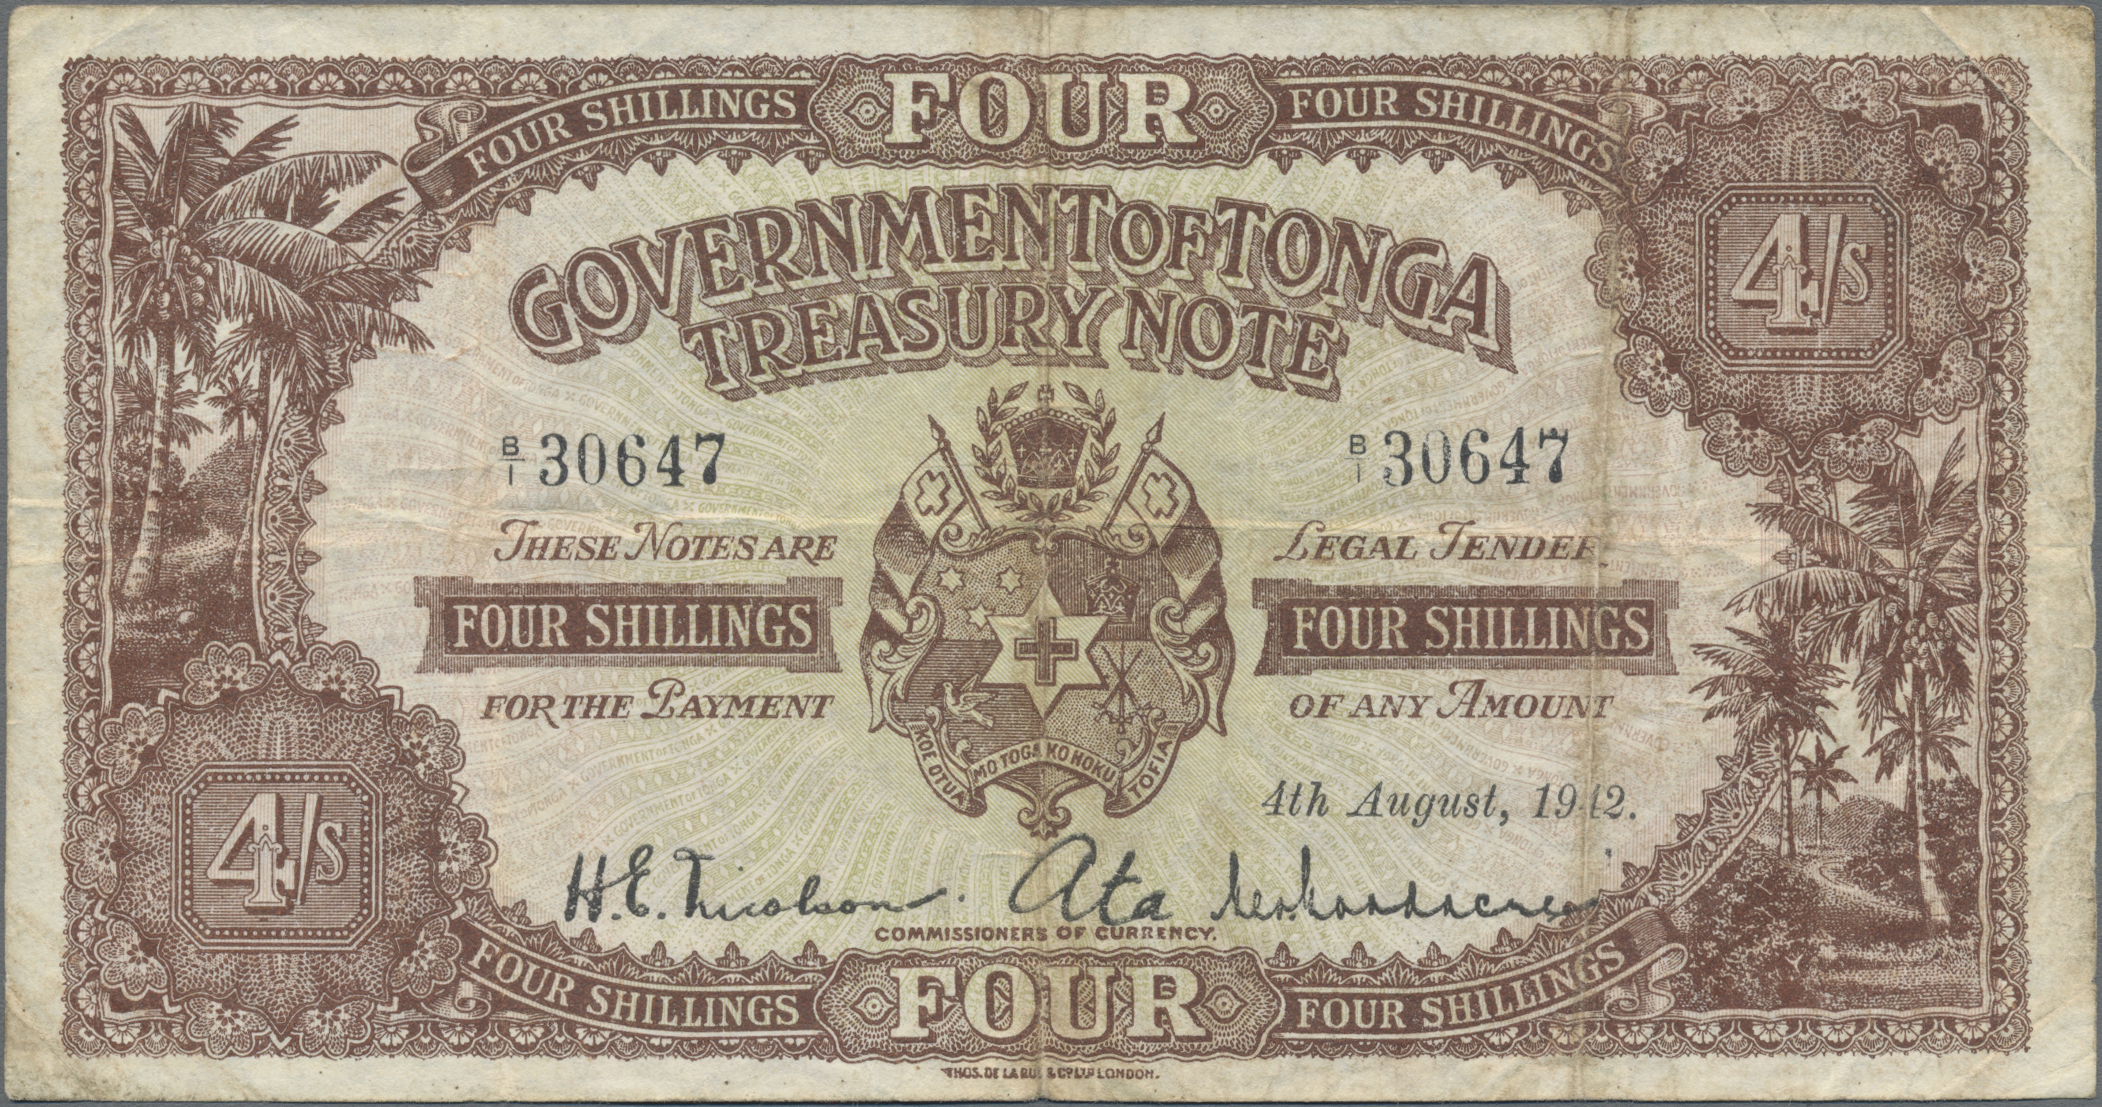 FOUR SHILLINGS FOUR FOUR SHILLINGS
4/s
GOVERNMENT OF TONGA
TREASURY NOTE
B/1 30647 B/1 30647
THESE NOTES ARE LEGAL TENDER
FOUR SHILLINGS FOUR SHILLINGS
FOR THE PAYMENT OF ANY AMOUNT
KOE OTUA MO TOGA KO HOKU TOFIA
4th August, 1942.
4/s
H.E. Nicolson. Ata
COMMISSIONERS OF CURRENCY.
FOUR SHILLINGS FOUR FOUR SHILLINGS
THOS. DE LA RUE & CO. LTD. LONDON.